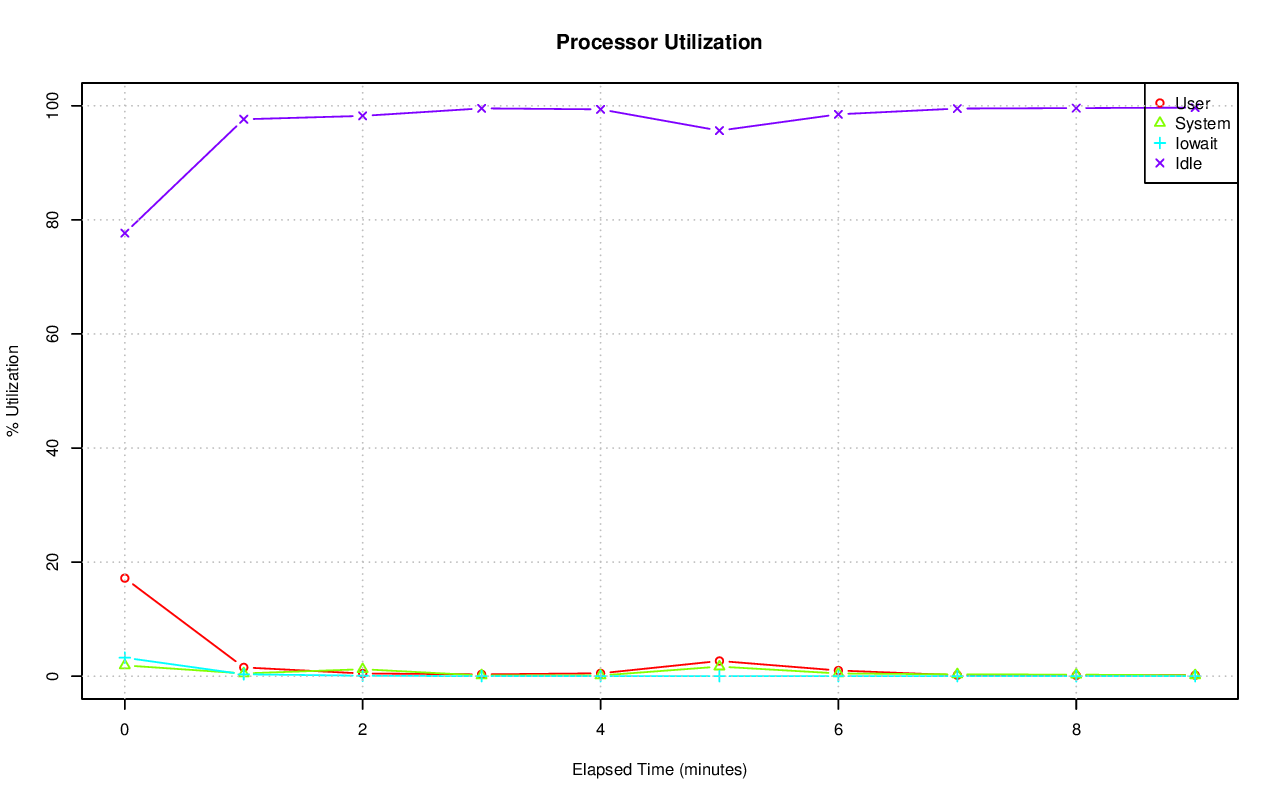 Processor Utilization
% Utilization
100
80
60
40
20
0
User
System
Iowait
Idle
0 2 4 6 8
Elapsed Time (minutes)